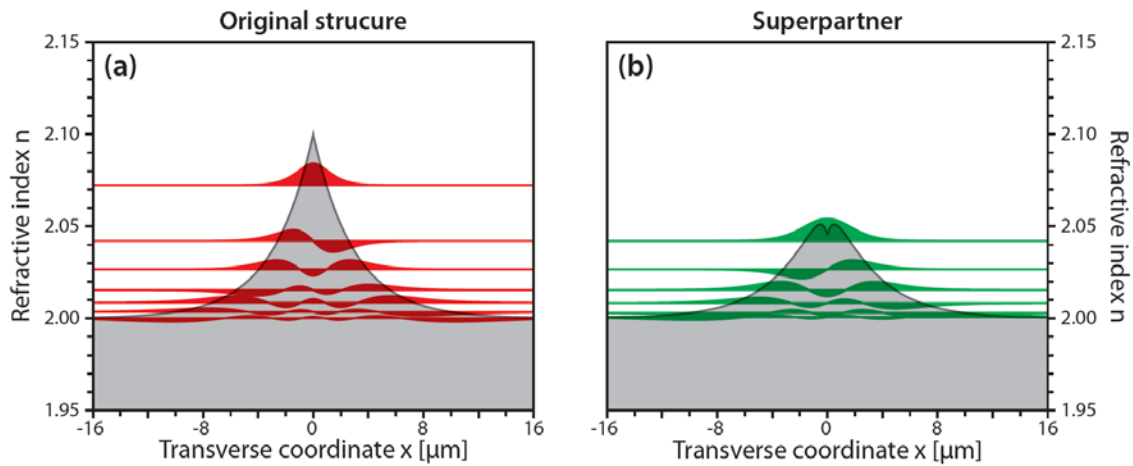 Original strucure
Superpartner
(a)
(b)
2.15
2.10
2.05
2.00
1.95
Refractive index n
-16
-8
0
8
16
Transverse coordinate x [μm]
2.15
2.10
2.05
2.00
1.95
Refractive index n
-16
-8
0
8
16
Transverse coordinate x [μm]